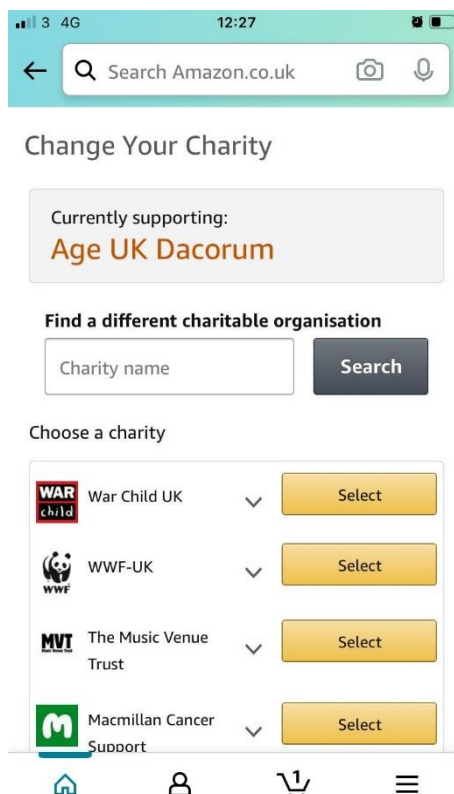 3 4G 12:27
Search Amazon.co.uk
Change Your Charity
Currently supporting:
Age UK Dacorum
Find a different charitable organisation
Charity name Search
Choose a charity
WAR
child
War Child UK Select
WWF
WWF-UK Select
MVT
The Music Venue
Trust
Select
Macmillan Cancer
Support
Select
1